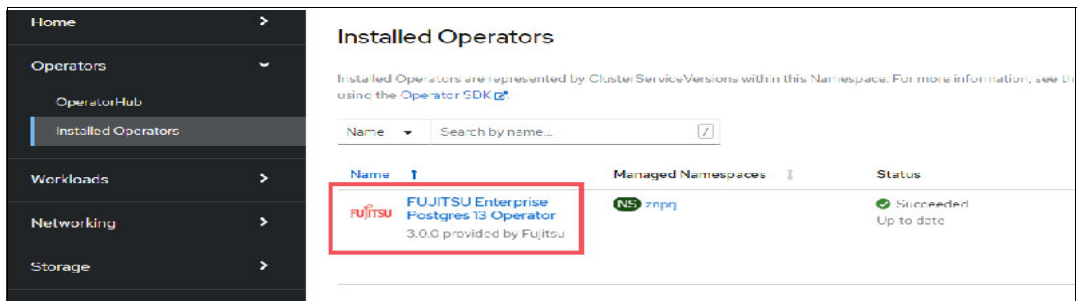 Home
Operators
OperatorHub
Installed Operators
Workloads
Networking
Storage
Installed Operators
Installed Operators are represented by ClusterServiceVersions within this Namespace. For more information, see
using the Operator SDK
Name
Search by name...
/
Name
Managed Namespaces
Status
FUJITSU
FUJITSU Enterprise
Postgres 13 Operator
3.0.0 provided by Fujitsu
NS znprj
Succeeded
Up to date